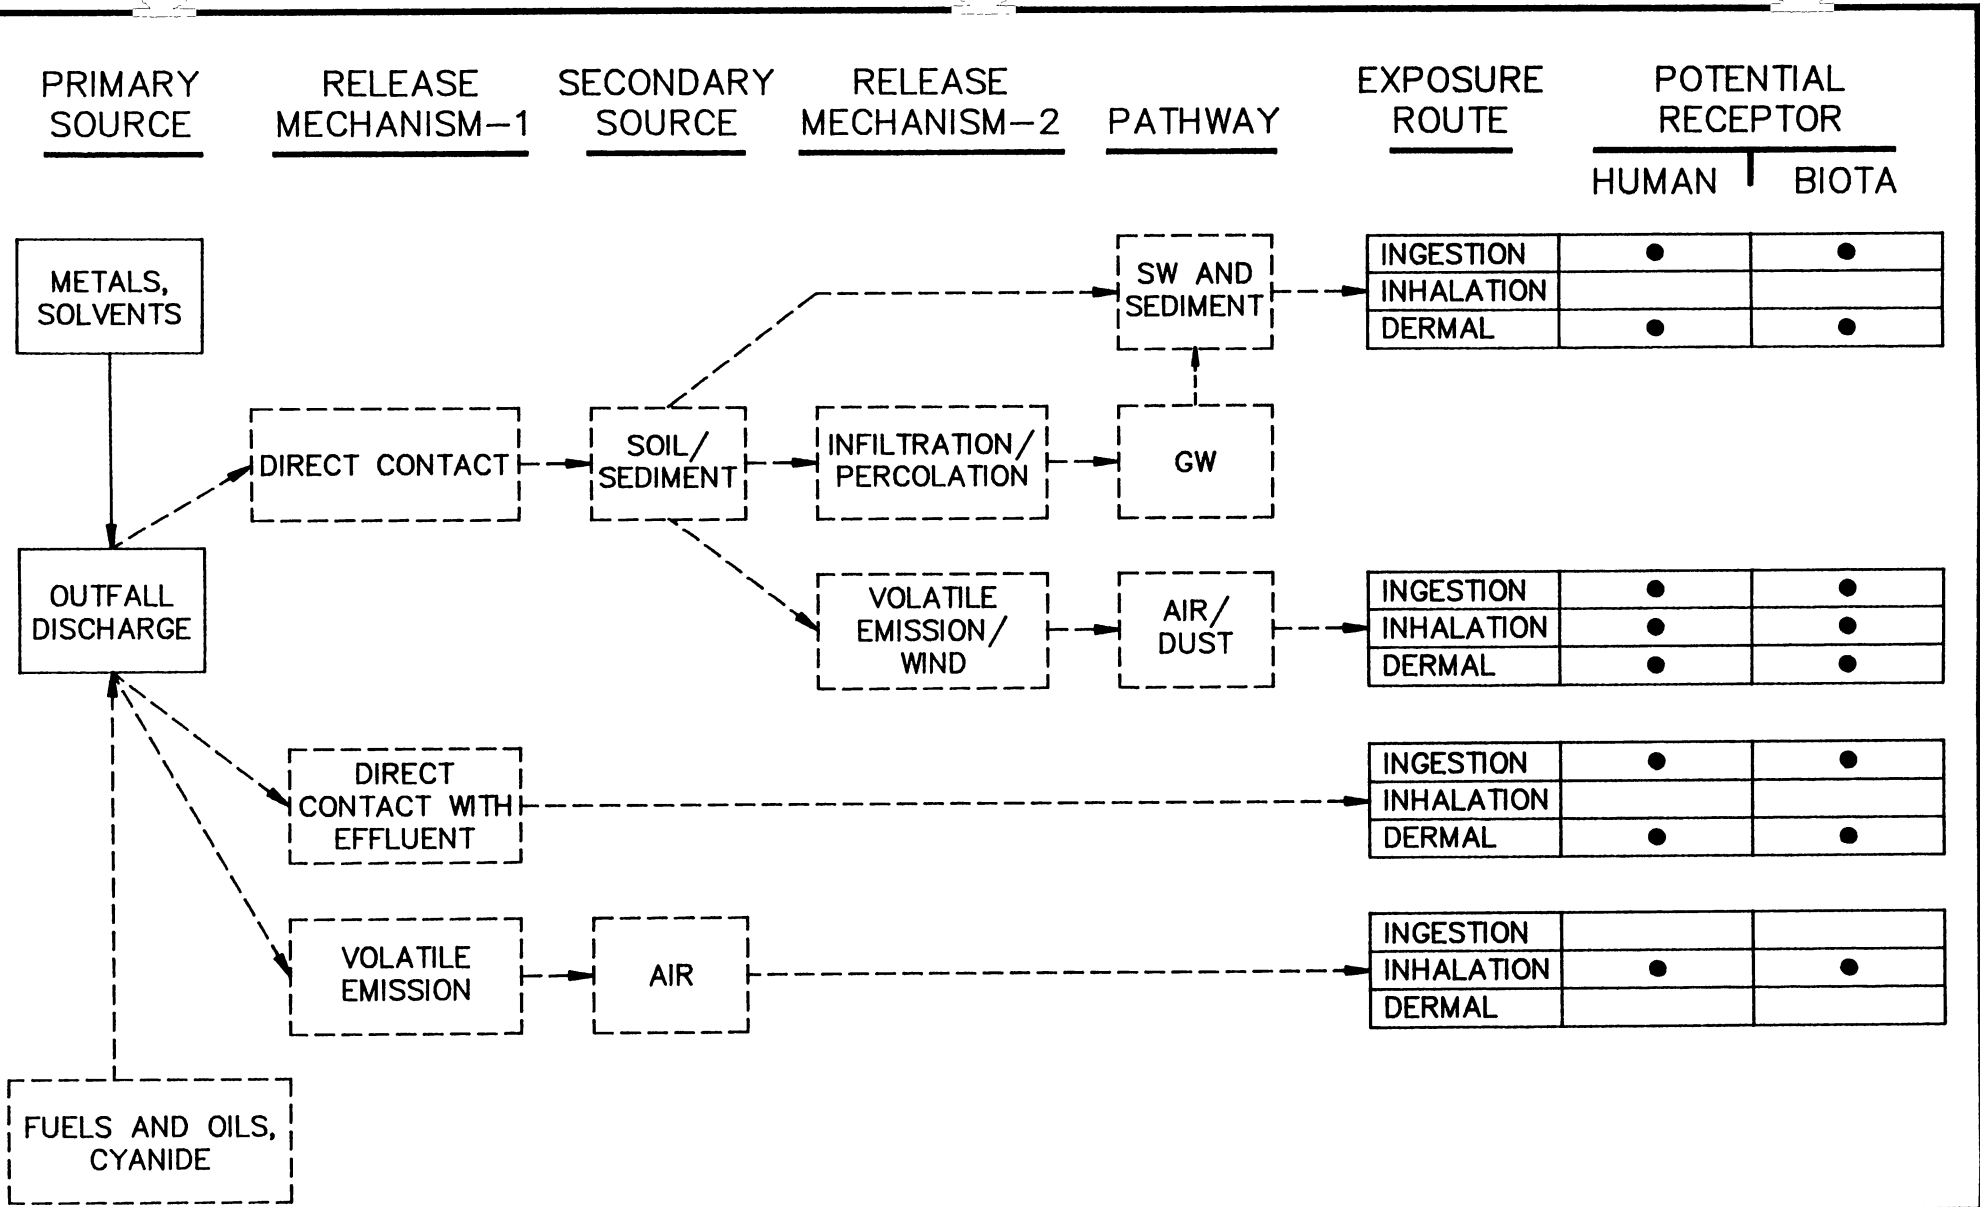 PRIMARY
SOURCE
RELEASE
MECHANISM-1
SECONDARY
SOURCE
RELEASE
MECHANISM-2
PATHWAY
EXPOSURE
ROUTE
POTENTIAL
RECEPTOR
HUMAN
BIOTA
METALS,
SOLVENTS
SW AND
SEDIMENT
INGESTION
INHALATION
DERMAL
DIRECT CONTACT
SOIL/
SEDIMENT
INFILTRATION/
PERCOLATION
GW
OUTFALL
DISCHARGE
VOLATILE
EMISSION/
WIND
AIR/
DUST
INGESTION
INHALATION
DERMAL
DIRECT
CONTACT WITH
EFFLUENT
INGESTION
INHALATION
DERMAL
VOLATILE
EMISSION
AIR
INGESTION
INHALATION
DERMAL
FUELS AND OILS,
CYANIDE